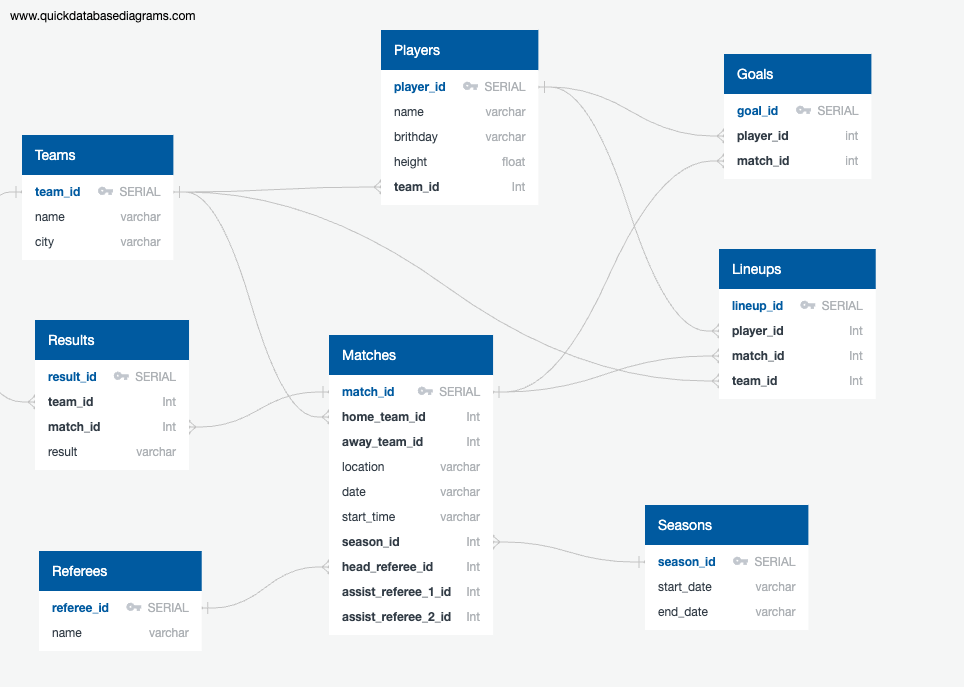 www.quickdatabasediagrams.com
Players
player_id SERIAL
name varchar
brithday varchar
height float
team_id Int
Goals
goal_id SERIAL
player_id int
match_id int
Teams
team_id SERIAL
name varchar
city varchar
Lineups
lineup_id SERIAL
player_id Int
match_id Int
team_id Int
Results
result_id SERIAL
team_id Int
match_id Int
result varchar
Matches
match_id SERIAL
home_team_id Int
away_team_id Int
location varchar
date varchar
start_time varchar
season_id Int
head_referee_id Int
assist_referee_1_id Int
assist_referee_2_id Int
Seasons
season_id SERIAL
start_date varchar
end_date varchar
Referees
referee_id SERIAL
name varchar